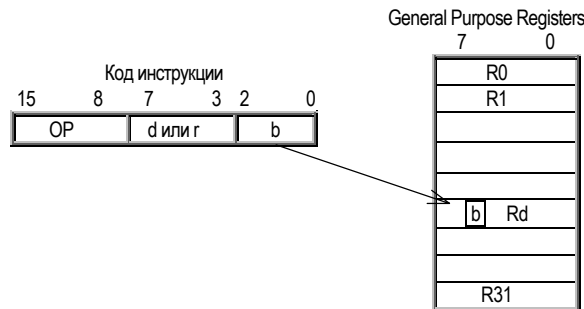 General Purpose Registers
7 0
R0
Код инструкции
R1
15 8 7 3 2 0
OP d или r b
b Rd
R31